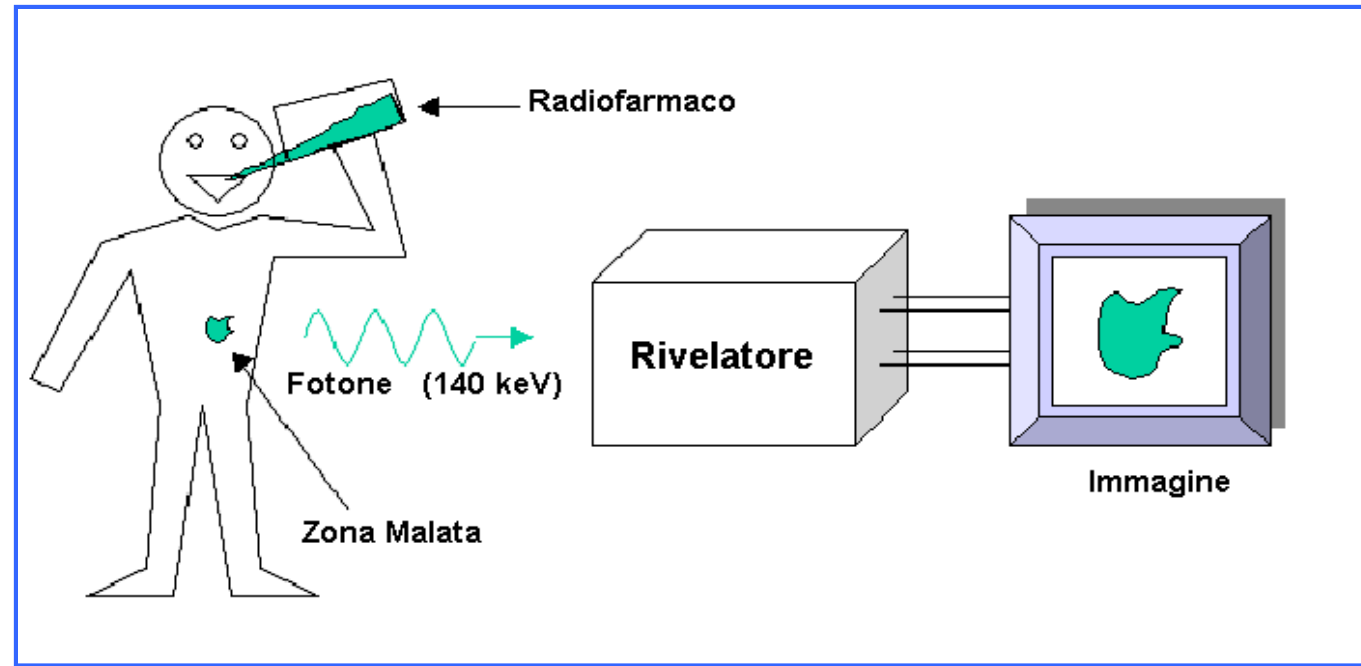 Radiofarmaco
Rivelatore
Fotone (140 keV)
Immagine
Zona Malata